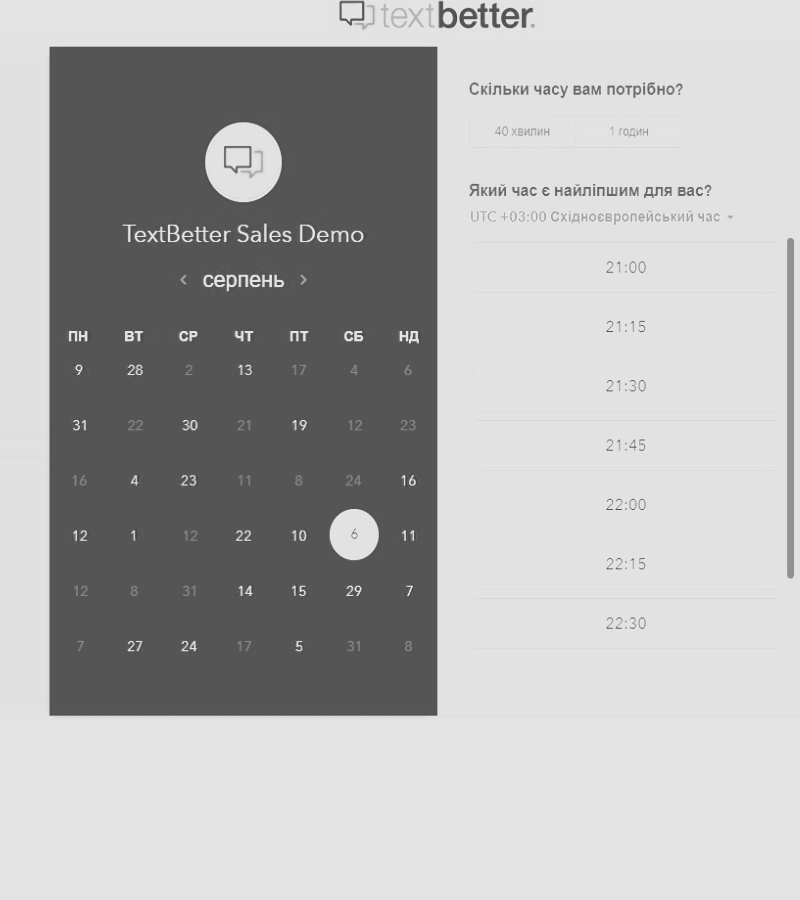 textbetter.
TextBetter Sales Demo
< серпень >
ПН ВТ СР ЧТ ПТ СБ НД
9 28 2 13 17 4 6
31 22 30 21 19 12 23
16 4 23 11 8 24 16
12 1 12 22 10 6 11
12 8 31 14 15 29 7
7 27 24 17 5 31 8
Скільки часу вам потрібно?
40 хвилин 1 годин
Який час є найліпшим для вас?
UTC +03:00 Східноєвропейський час
21:00
21:15
21:30
21:45
22:00
22:15
22:30